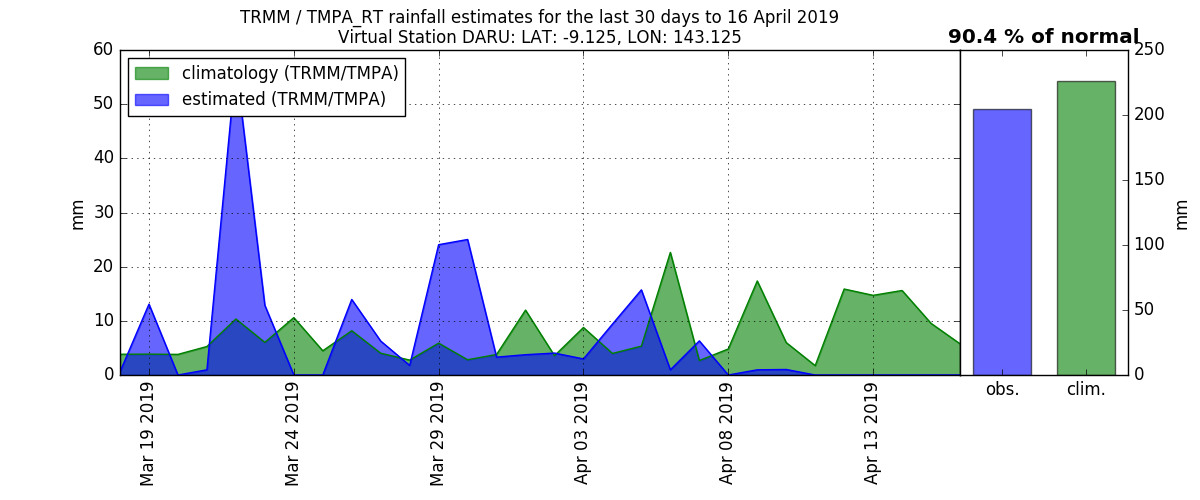 TRMM / TMPA_RT rainfall estimates for the last 30 days to 16 April 2019
Virtual Station DARU: LAT: -9.125, LON: 143.125
90.4 % of normal
climatology (TRMM/TMPA)
estimated (TRMM/TMPA)
60
50
40
30
20
10
0
mm
Mar 19 2019
Mar 24 2019
Mar 29 2019
Apr 03 2019
Apr 08 2019
Apr 13 2019
obs.
clim.
250
200
150
100
50
0
mm